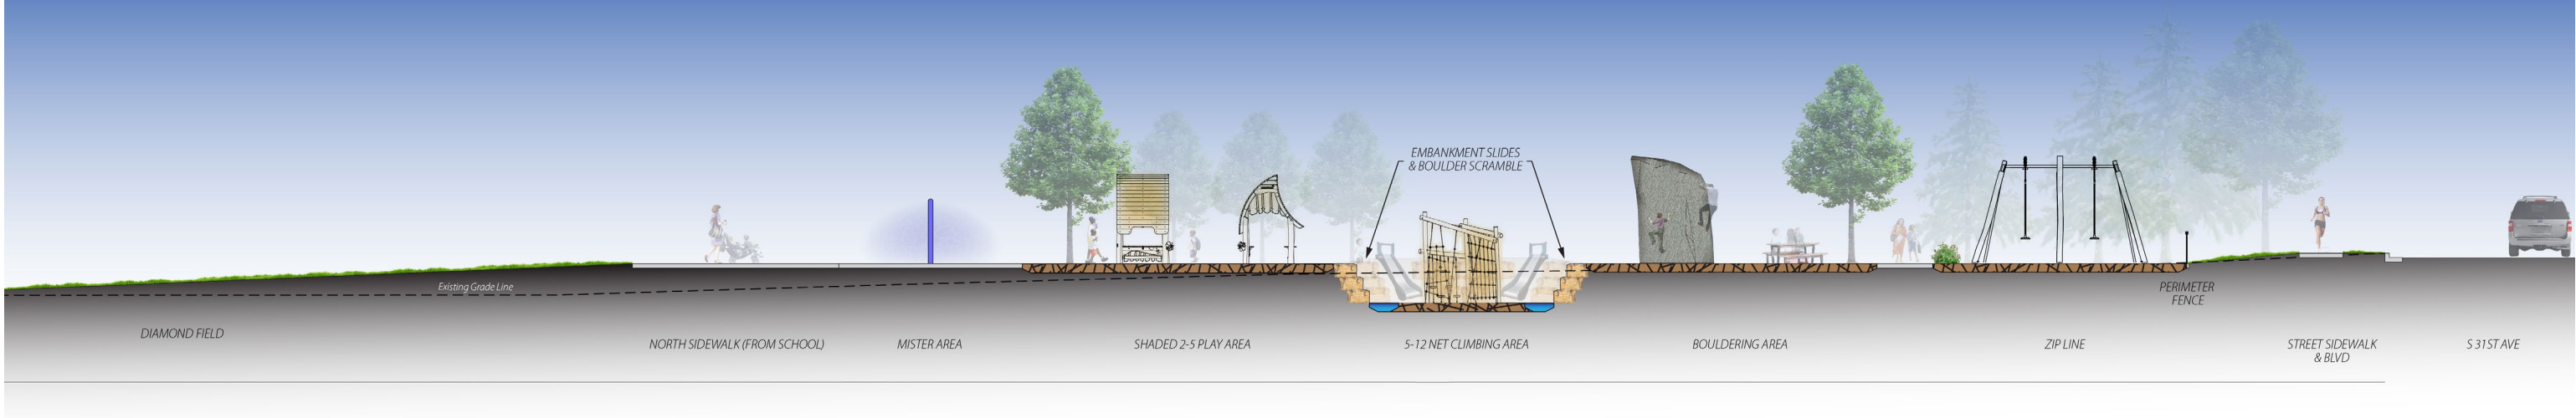 EMBANKMENT SLIDES
& BOULDER SCRAMBLE
Existing Grade Line
PERIMETER
FENCE
DIAMOND FIELD
NORTH SIDEWALK (FROM SCHOOL)
MISTER AREA
SHADED 2-5 PLAY AREA
5-12 NET CLIMBING AREA
BOULDERING AREA
ZIP LINE
STREET SIDEWALK
& BLVD
S 31ST AVE